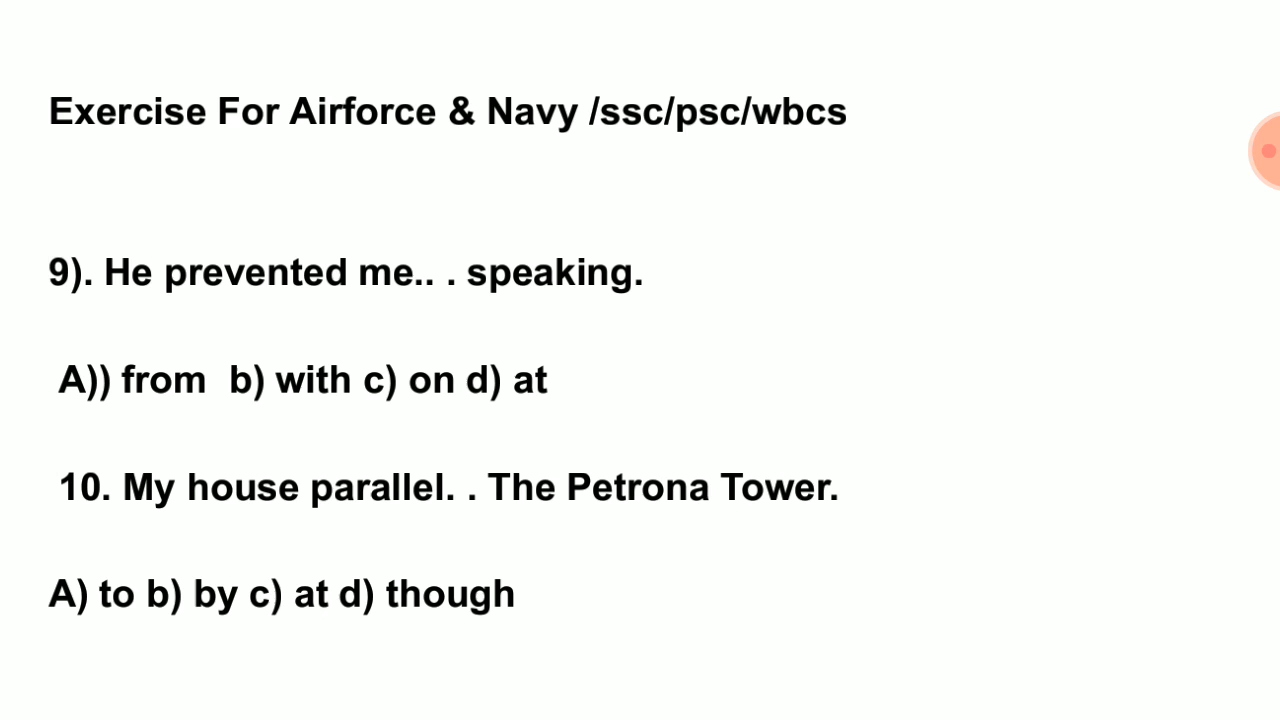 Exercise For Airforce & Navy /ssc/psc/wbcs
9). He prevented me.. . speaking.
A)) from b) with c) on d) at
10. My house parallel. . The Petrona Tower.
A) to b) by c) at d) though